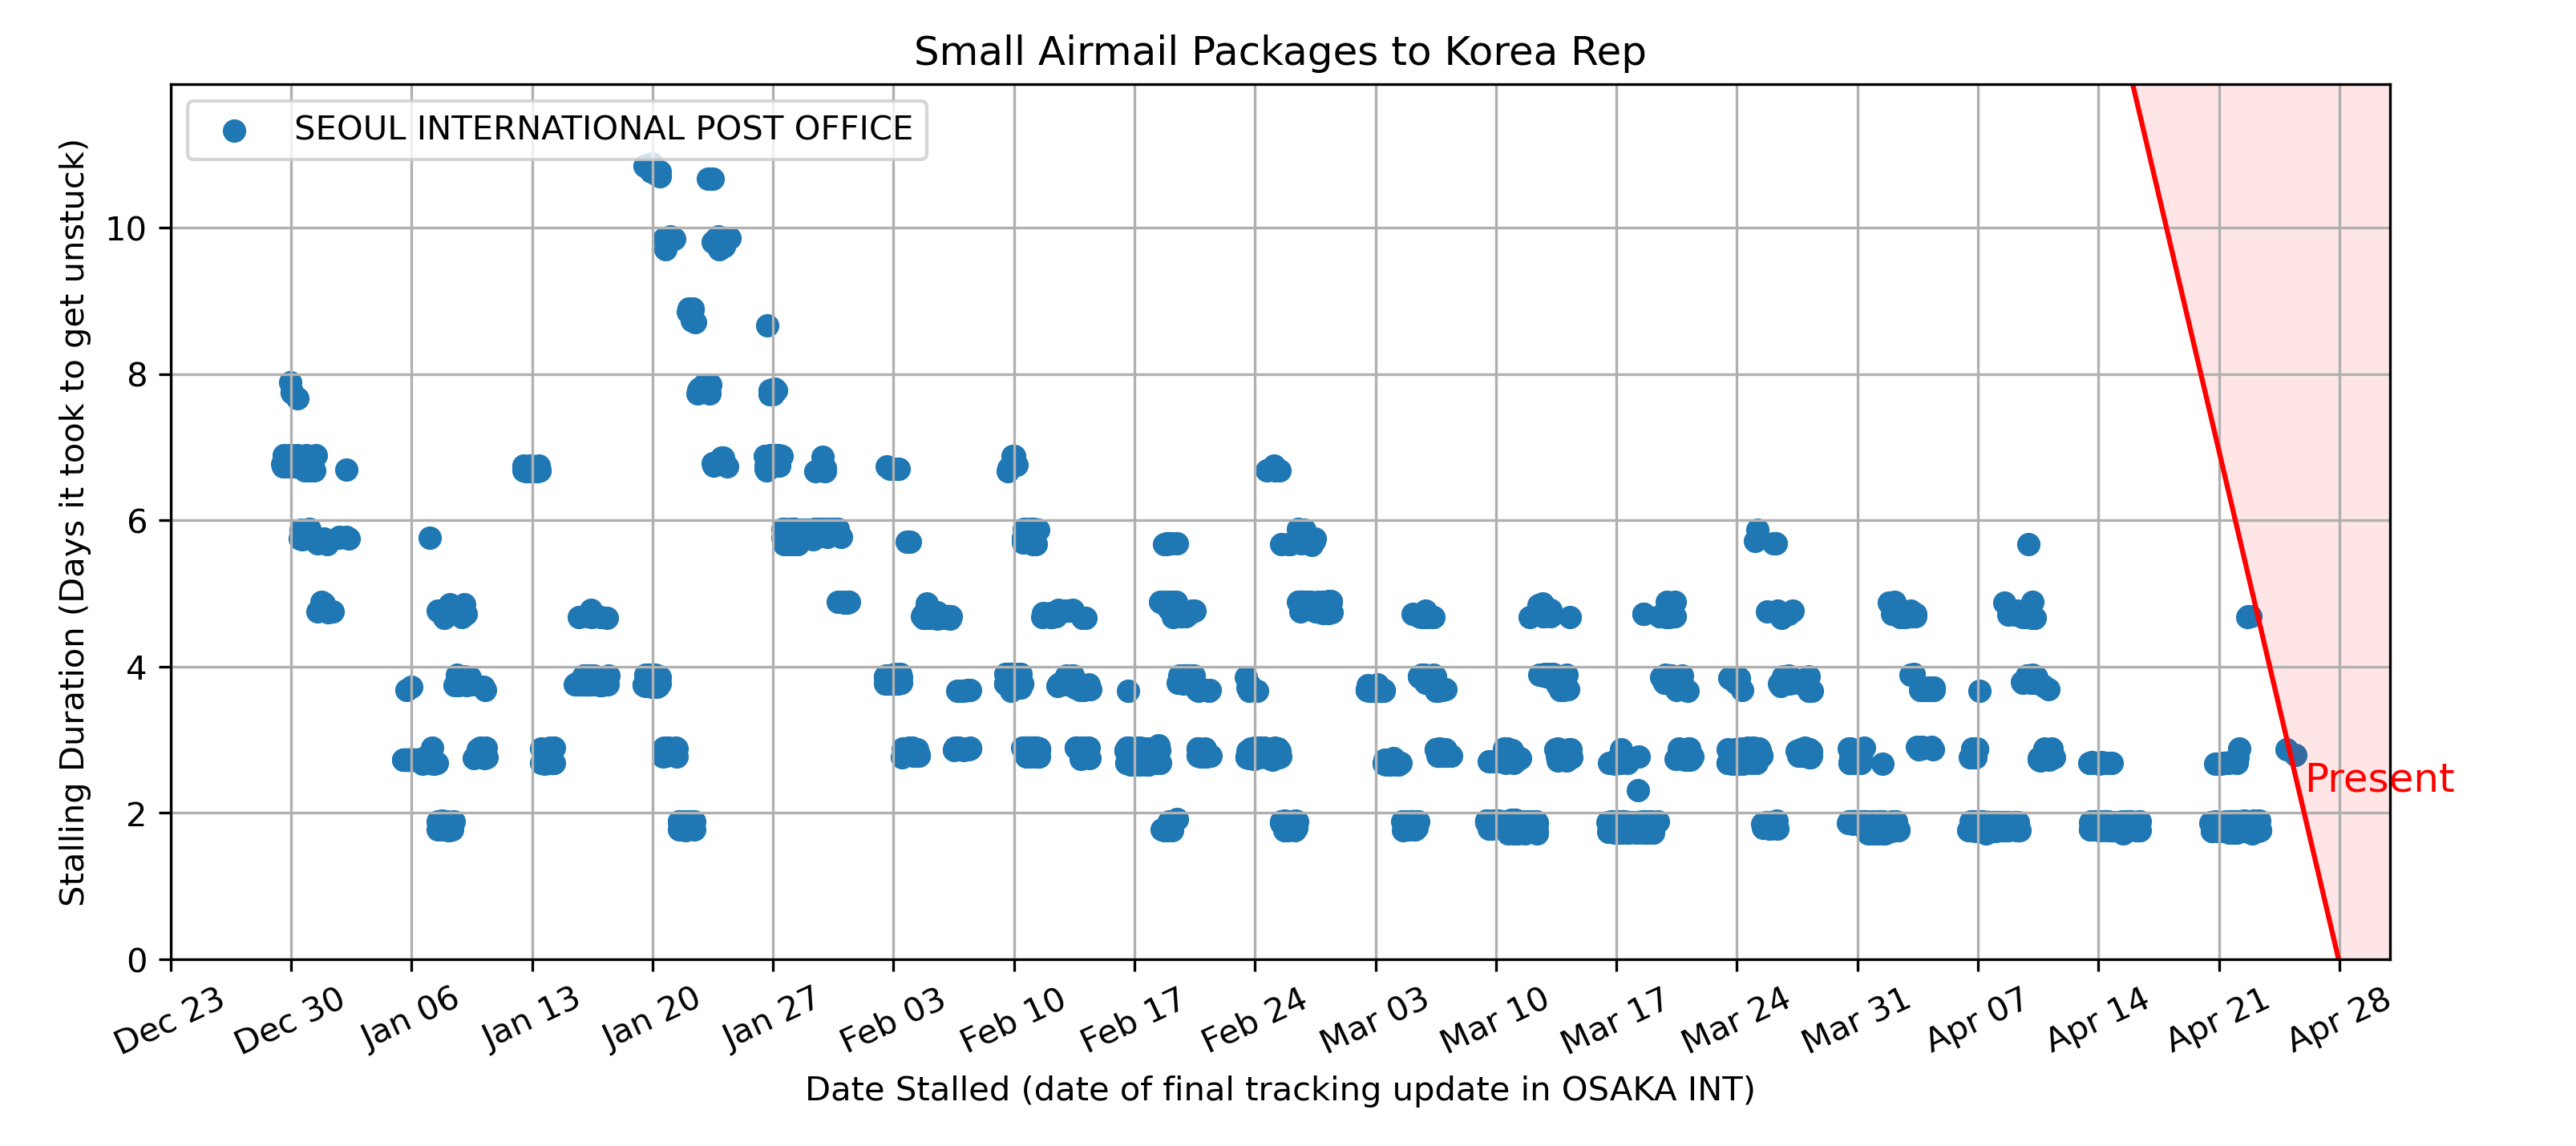 Small Airmail Packages to Korea Rep
SEOUL INTERNATIONAL POST OFFICE
Stalling Duration (Days it took to get unstuck)
10
8
6
4
2
0
Present
Dec 23 Dec 30 Jan 06 Jan 13 Jan 20 Jan 27 Feb 03 Feb 10 Feb 17 Feb 24 Mar 03 Mar 10 Mar 17 Mar 24 Mar 31 Apr 07 Apr 14 Apr 21 Apr 28
Date Stalled (date of final tracking update in OSAKA INT)